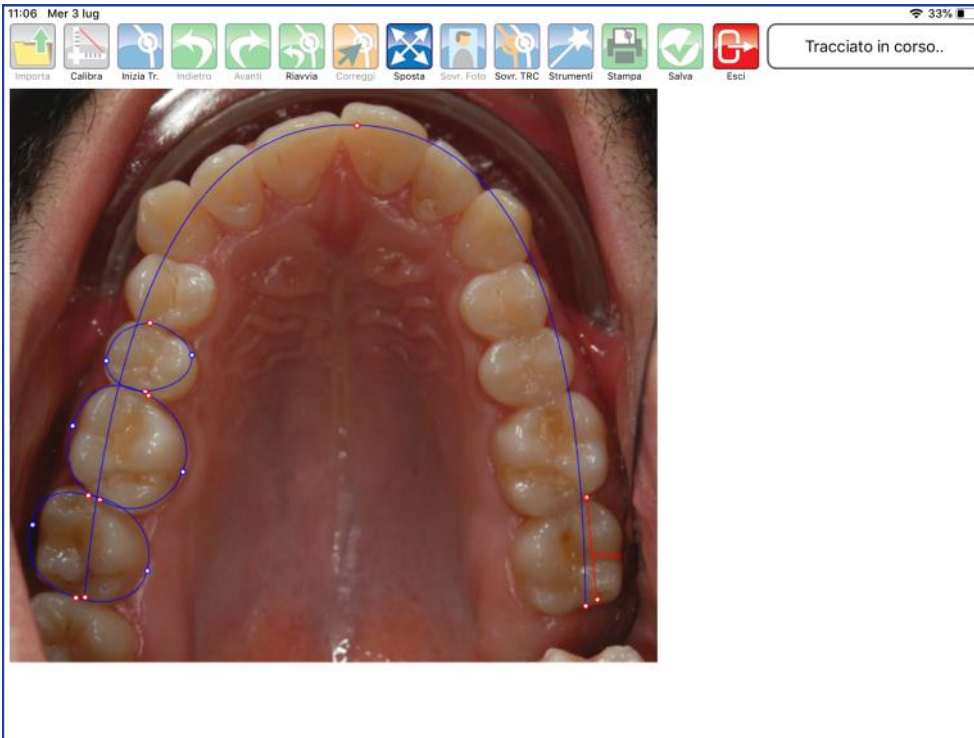 11:06 Mer 3 lug
33%
Importa
Calibra
Inizia Tr.
Indietro
Avanti
Riavvia
Correggi
Sposta
Sovr. Foto
Sovr. TRC
Strumenti
Stampa
Salva
Esci
Tracciato in corso..